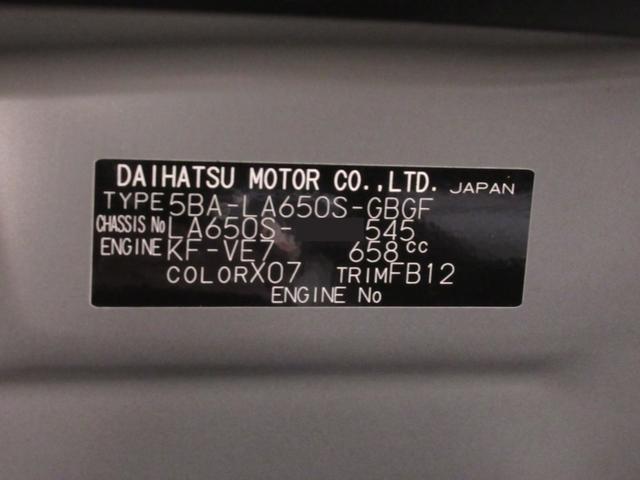 DAIHATSU MOTOR CO.,LTD. JAPAN
TYPE 5BA-LA650S-GBGF
CHASSIS No LA650S- 545
ENGINE KF-VE7 658cc
COLOR X07 TRIM FB12
ENGINE No